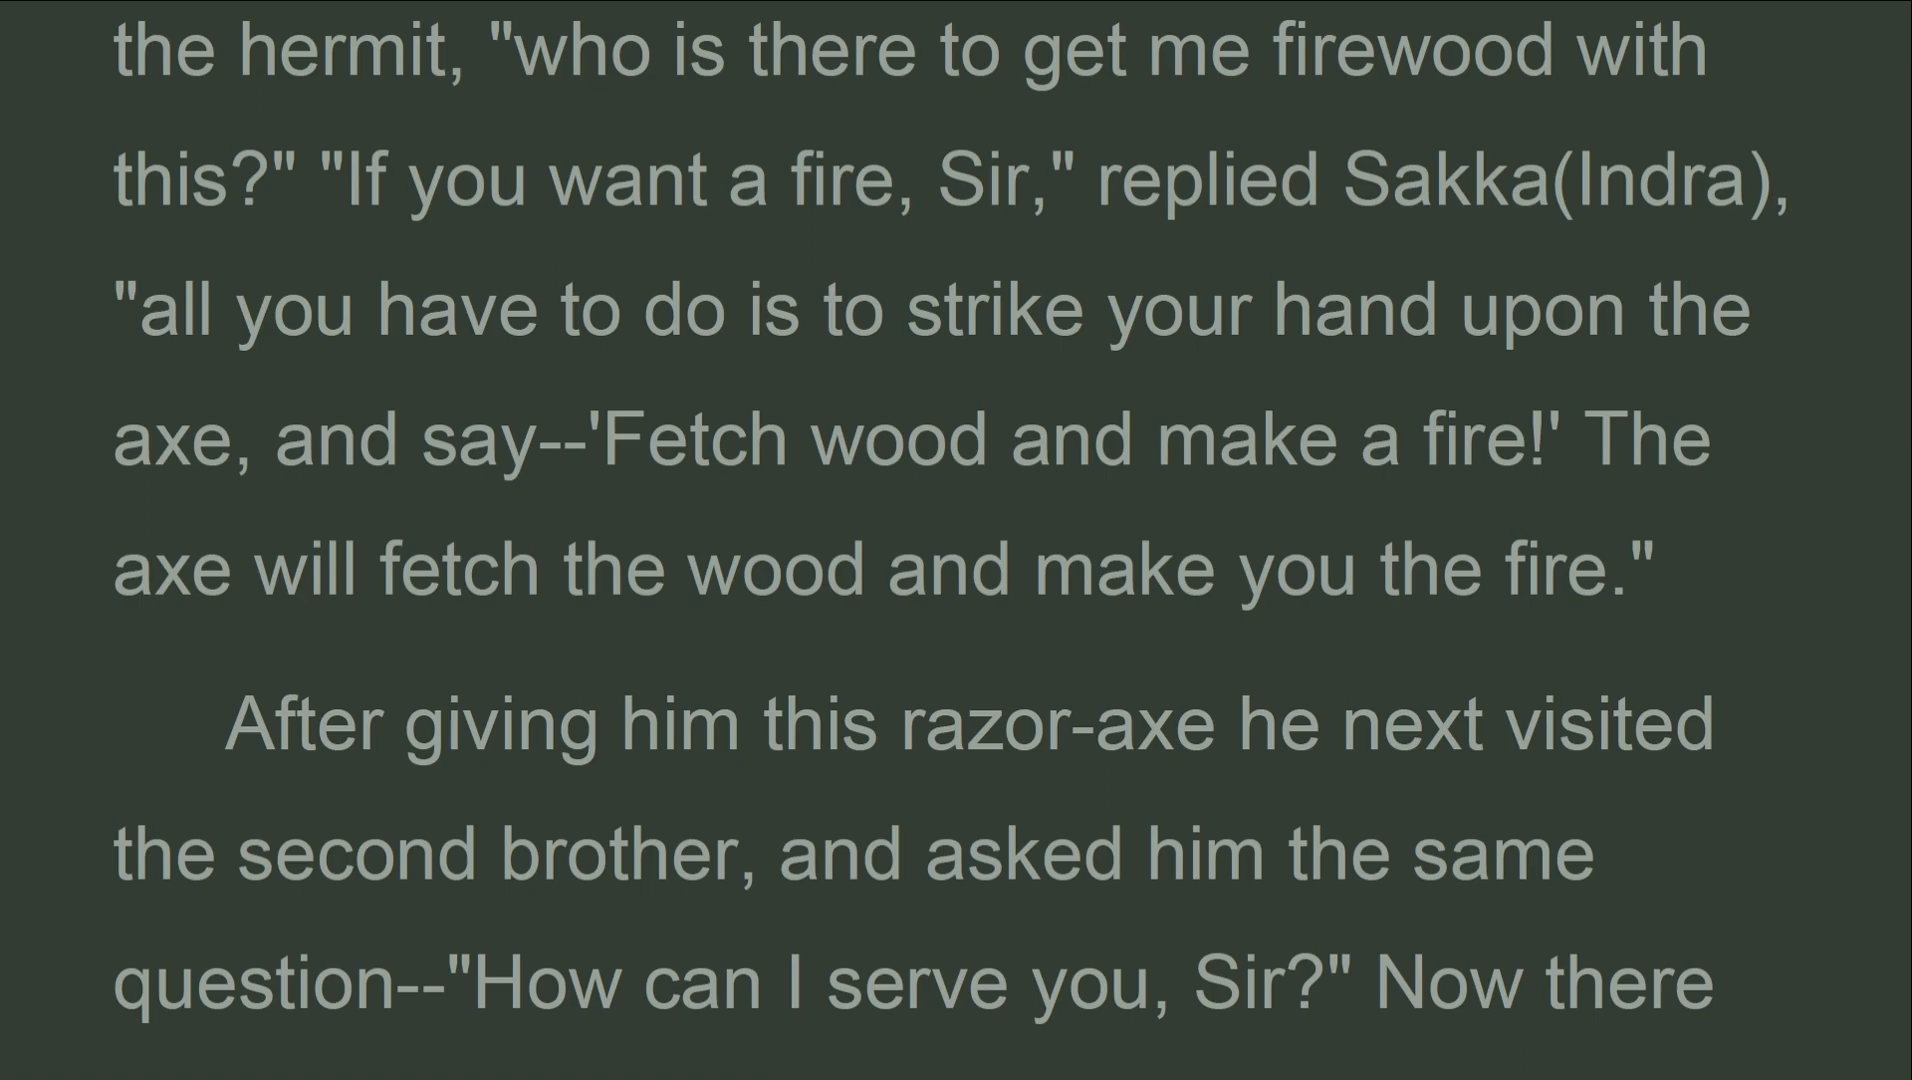 the hermit, "who is there to get me firewood with
this?" "If you want a fire, Sir," replied Sakka(Indra),
"all you have to do is to strike your hand upon the
axe, and say--'Fetch wood and make a fire!' The
axe will fetch the wood and make you the fire."
After giving him this razor-axe he next visited
the second brother, and asked him the same
question--"How can I serve you, Sir?" Now there